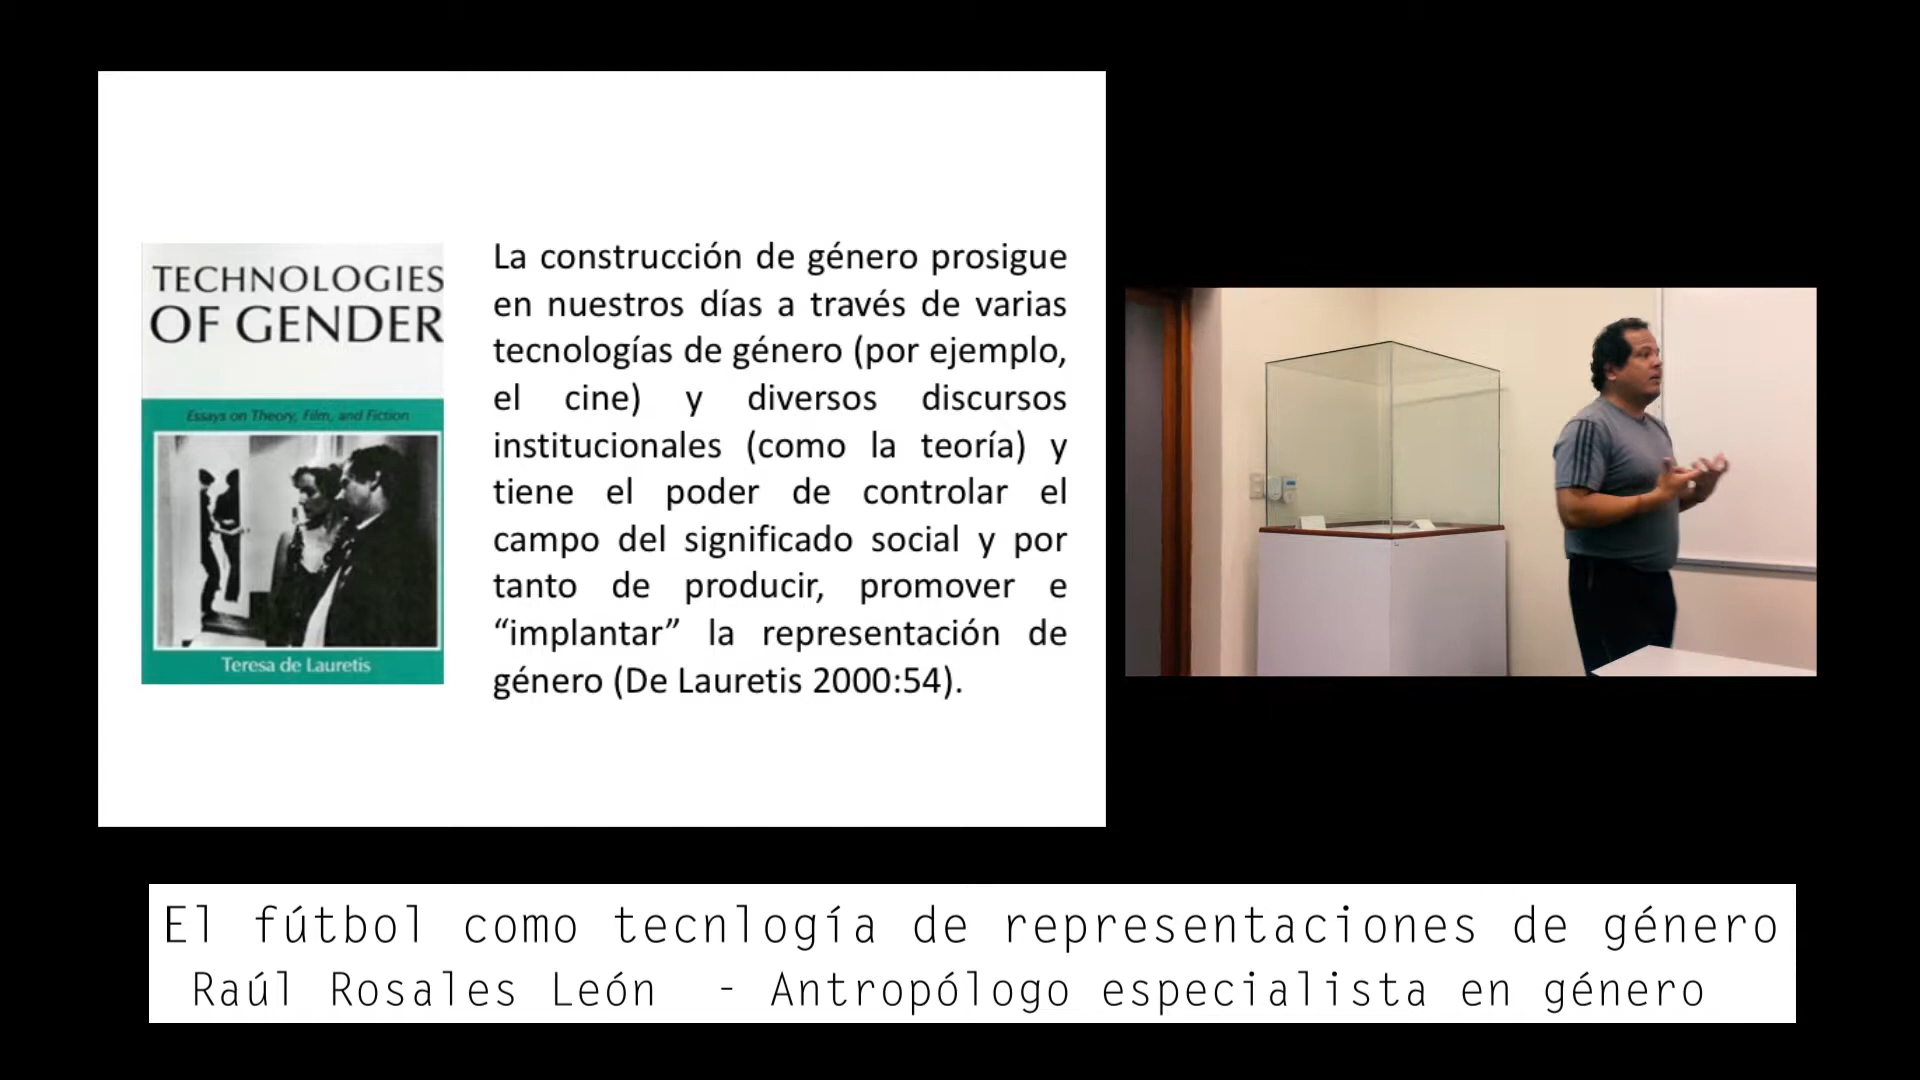 TECHNOLOGIES
OF GENDER
Essays on Theory, Film, and Fiction
Teresa de Lauretis
La construcción de género prosigue
en nuestros días a través de varias
tecnologías de género (por ejemplo,
el cine) y diversos discursos
institucionales (como la teoría) y
tiene el poder de controlar el
campo del significado social y por
tanto de producir, promover e
“implantar” la representación de
género (De Lauretis 2000:54).
El fútbol como tecnlogía de representaciones de género
Raúl Rosales León - Antropólogo especialista en género